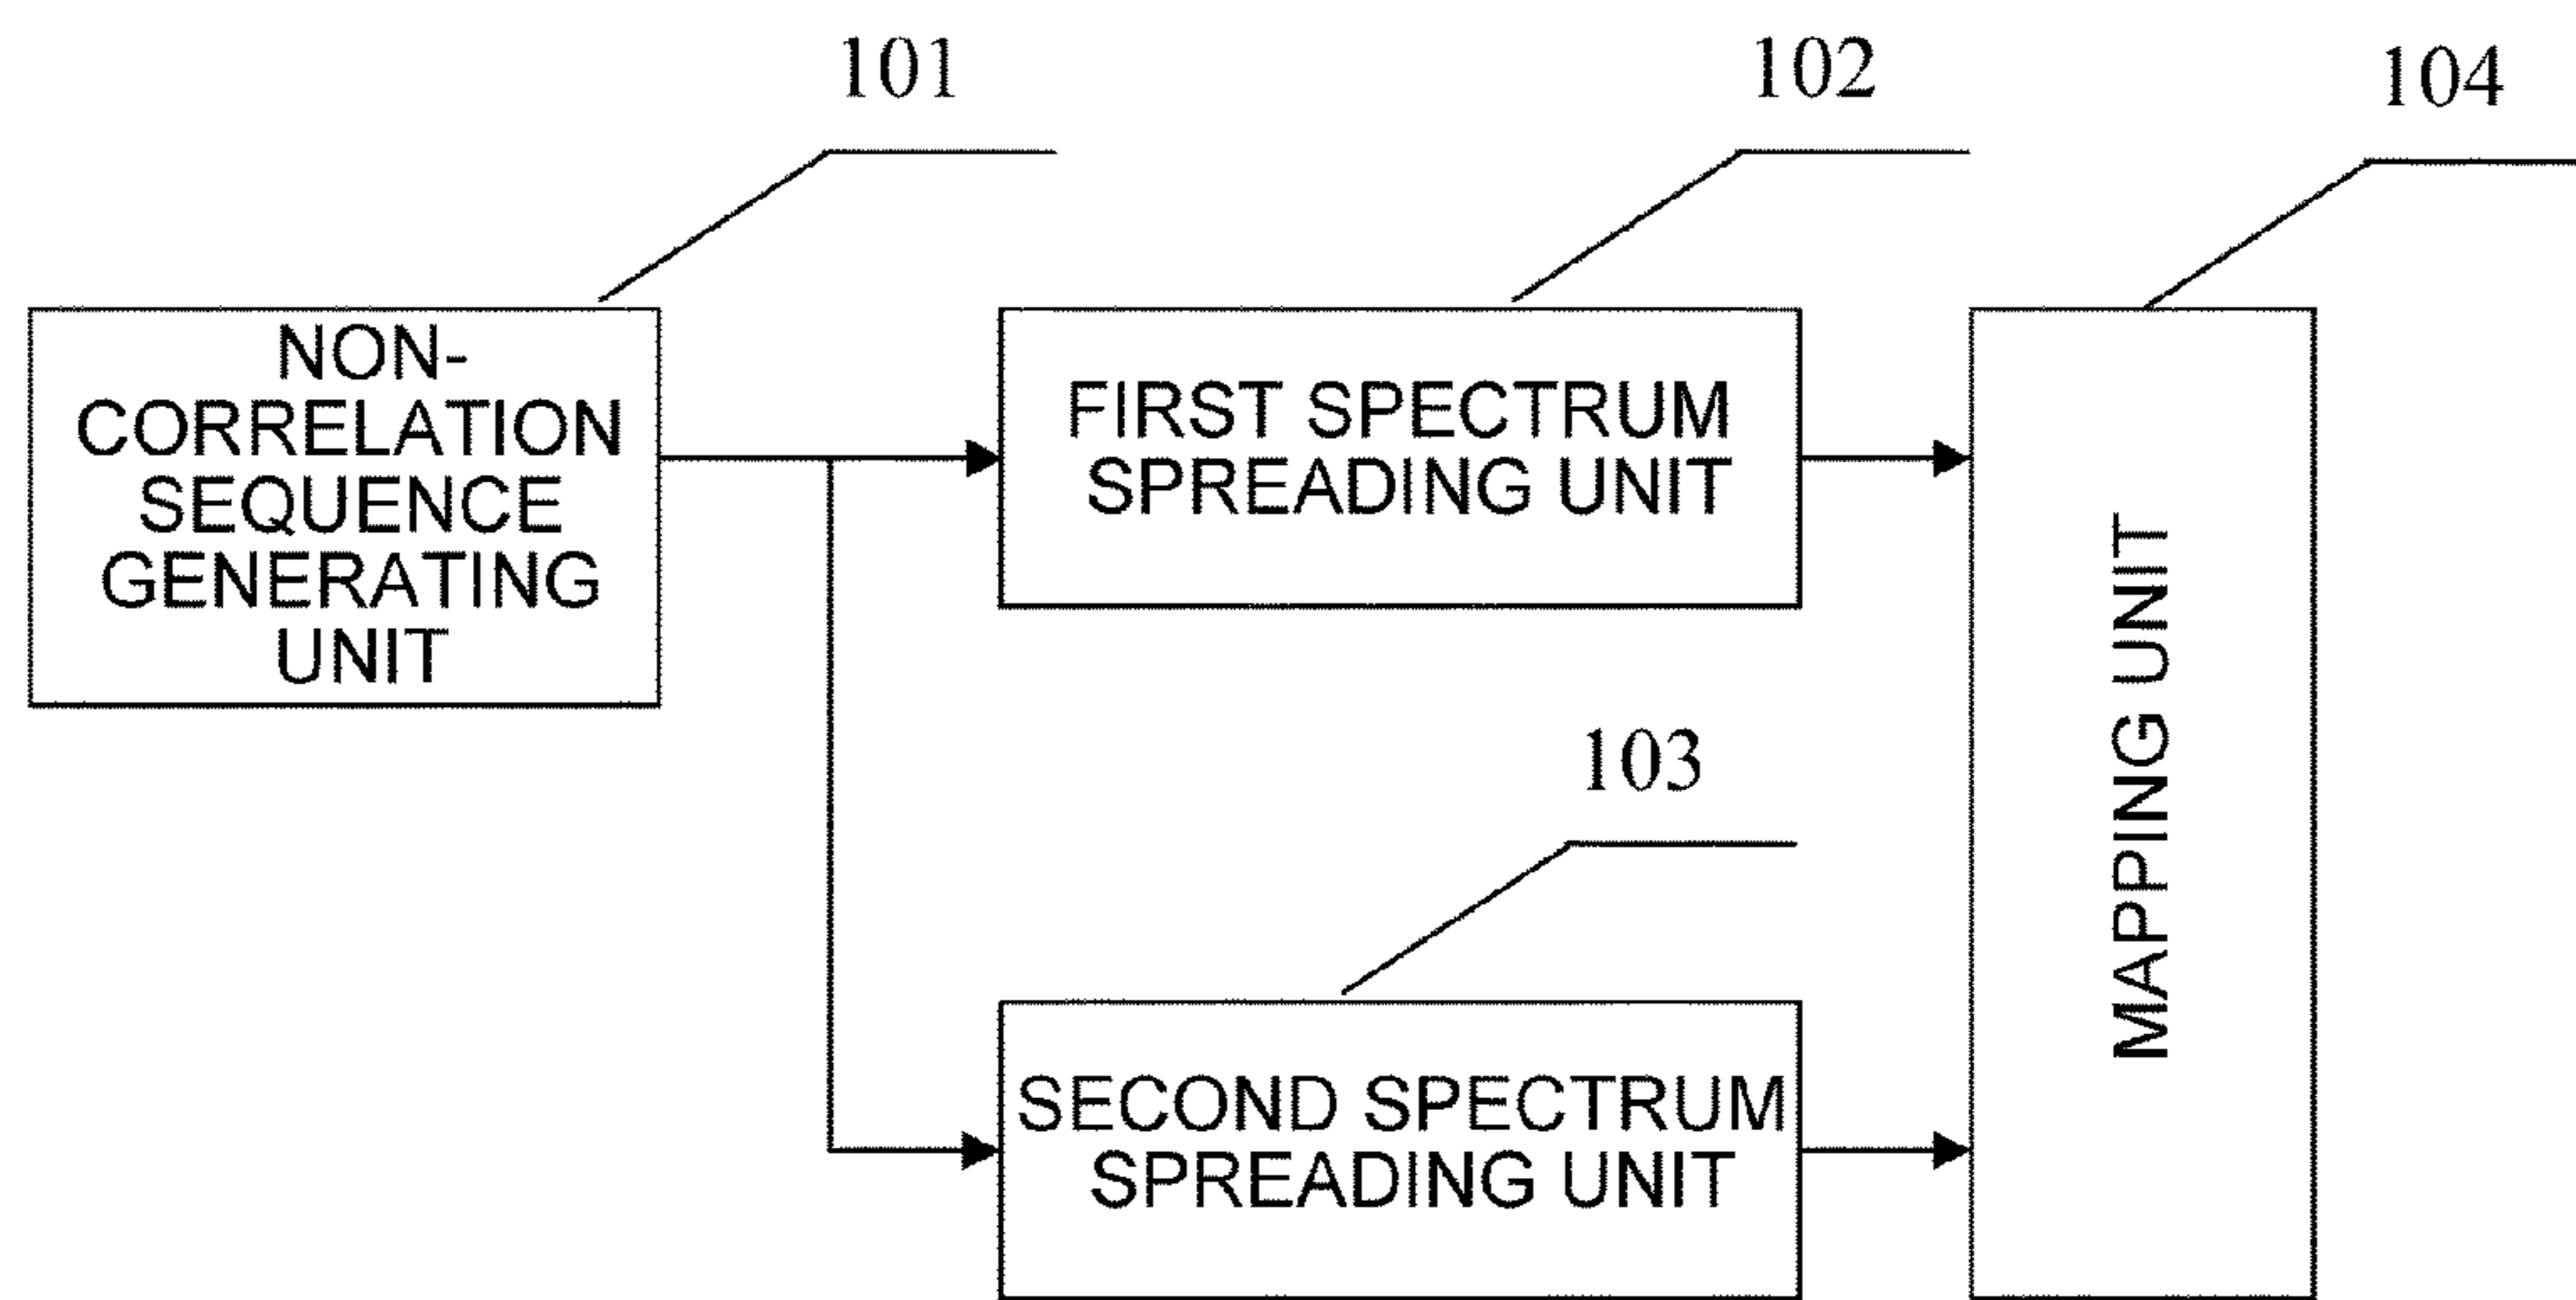 101
102
104
NON-
CORRELATION
SEQUENCE
GENERATING
UNIT
FIRST SPECTRUM
SPREADING UNIT
MAPPING UNIT
103
SECOND SPECTRUM
SPREADING UNIT